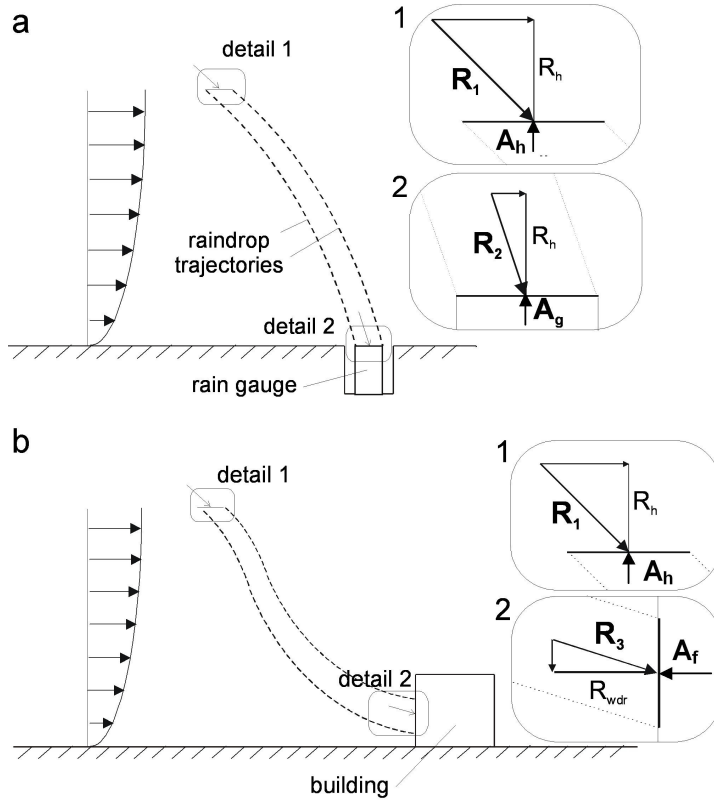 a
detail 1
raindrop
trajectories
detail 2
rain gauge
1
R1
Rh
Ah
2
R2
Rh
Ag
b
detail 1
detail 2
building
1
R1
Rh
Ah
2
R3
Af
Rwdr